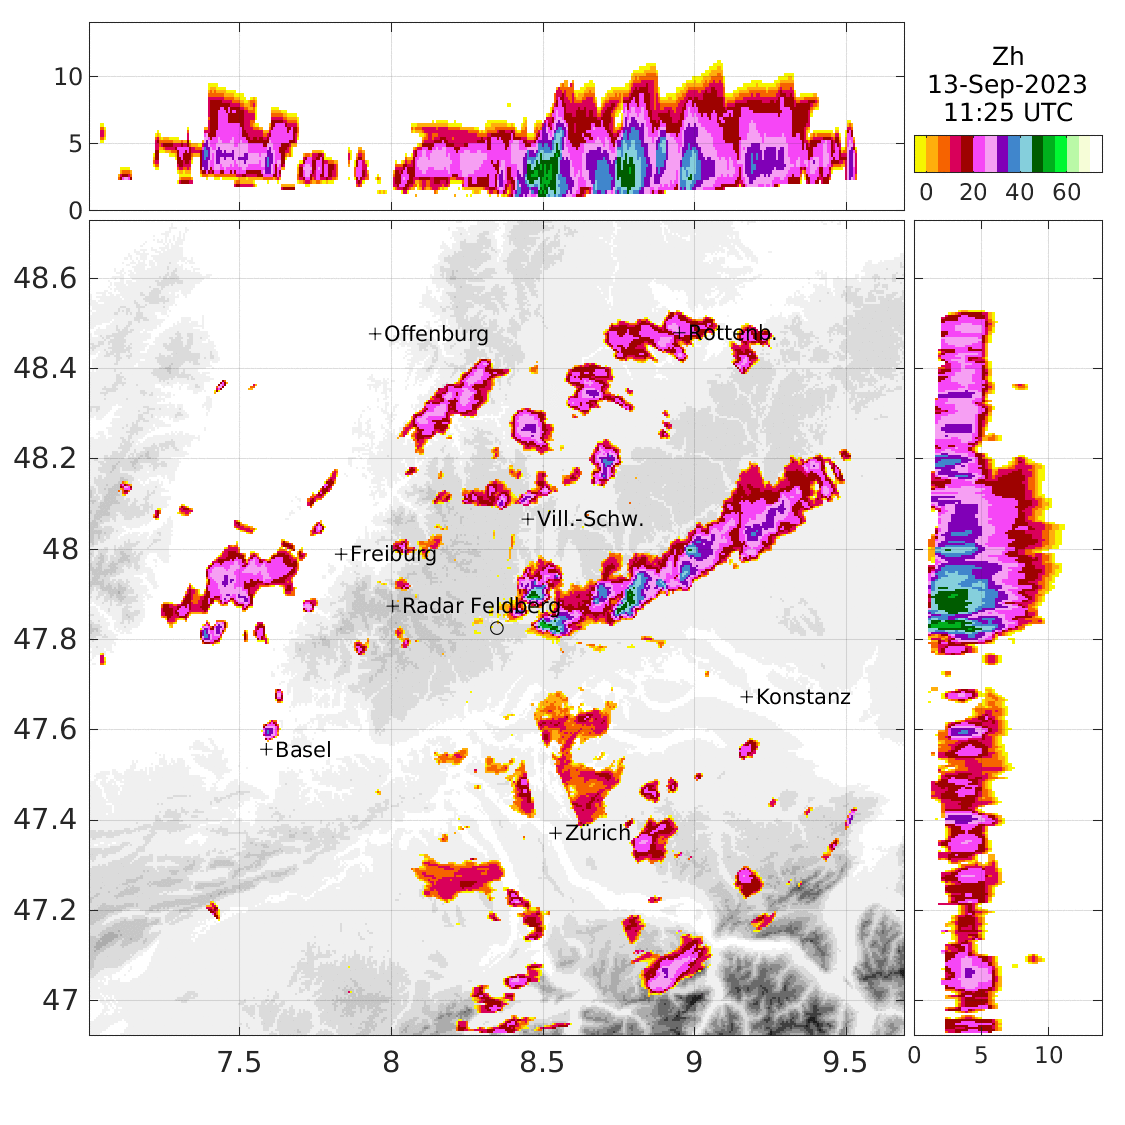 Zh
13-Sep-2023
11:25 UTC
0 20 40 60
10
5
0
48.6
48.4
48.2
48
47.8
47.6
47.4
47.2
47
Offenburg
Rottenb.
Vill.-Schw.
Freiburg
Radar Feldberg
Konstanz
Basel
Zürich
7.5 8 8.5 9 9.5
0 5 10